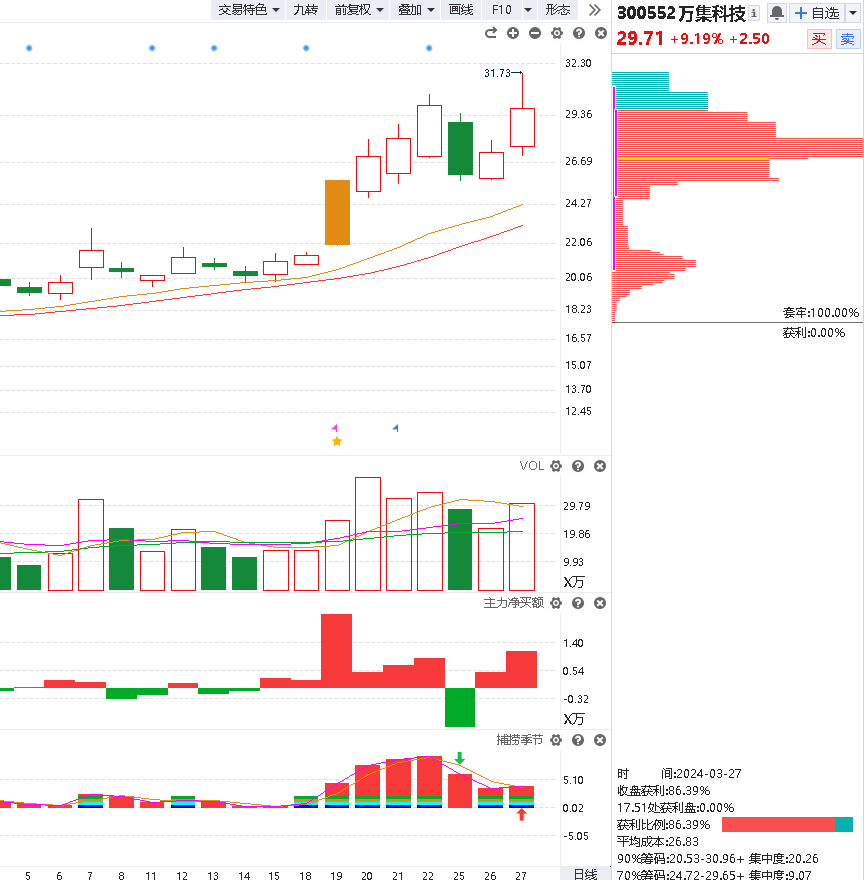 交易特色 九转 前复权 叠加 画线 F10 形态
300552 万集科技 自选
29.71 +9.19% +2.50 买 卖
31.73
32.30
29.36
26.69
24.27
22.06
20.06
18.23
16.57
15.07
13.70
12.45
套牢:100.00%
获利:0.00%
VOL
29.79
19.86
9.93
X万
主力净买额
1.40
0.54
-0.32
X万
捕捞季节
5.10
0.02
-5.05
时 间:2024-03-27
收盘获利:86.39%
17.51处获利盘:0.00%
获利比例:86.39%
平均成本:26.83
90%筹码:20.53-30.96+ 集中度:20.26
70%筹码:24.72-29.65+ 集中度:9.07
5 6 7 8 11 12 13 14 15 18 19 20 21 22 25 26 27 日线